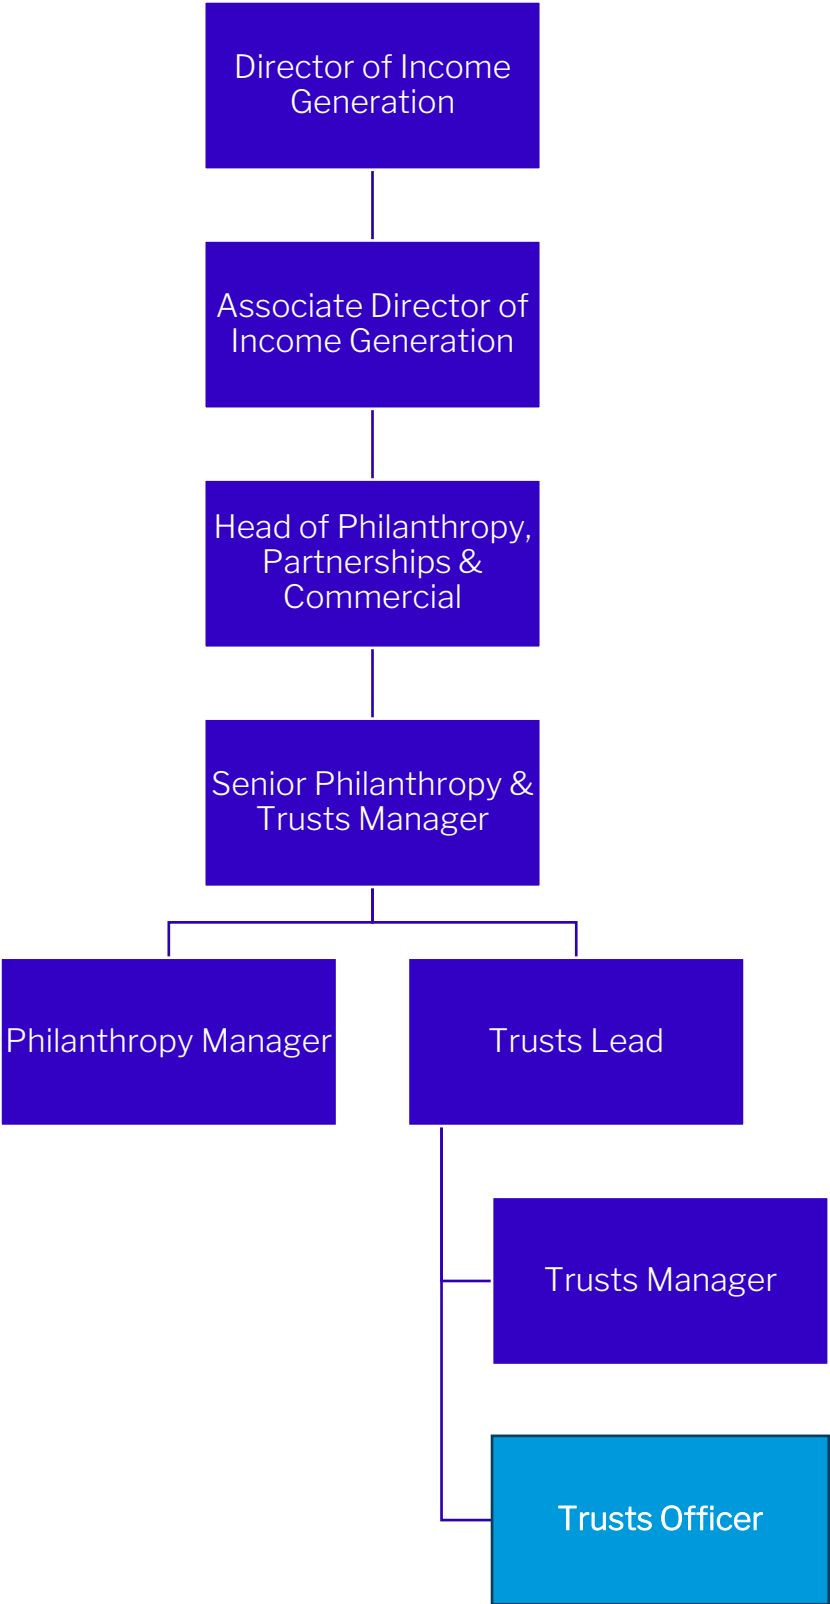 Director of Income
Generation
Associate Director of
Income Generation
Head of Philanthropy,
Partnerships &
Commercial
Senior Philanthropy &
Trusts Manager
Philanthropy Manager
Trusts Lead
Trusts Manager
Trusts Officer